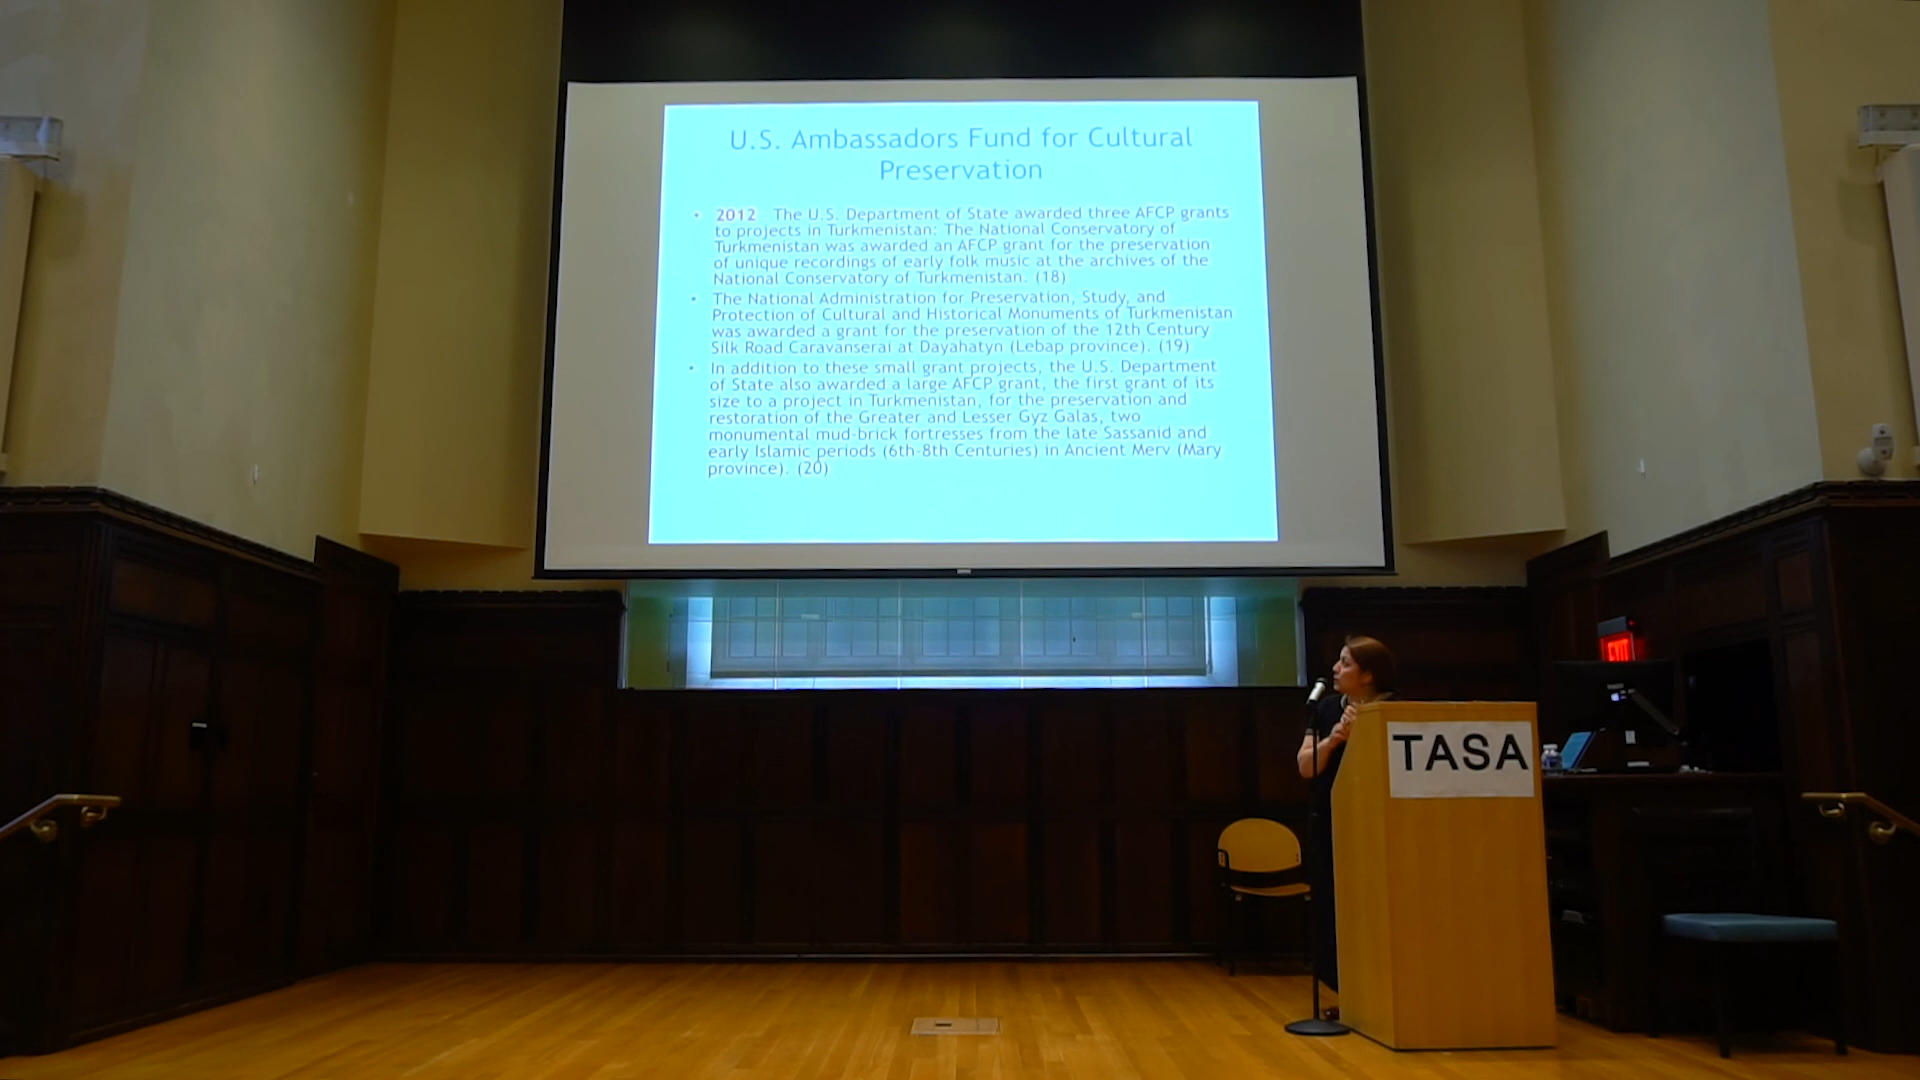 U.S. Ambassadors Fund for Cultural
Preservation
• 2012 The U.S. Department of State awarded three AFCP grants
to projects in Turkmenistan: The National Conservatory of
Turkmenistan was awarded an AFCP grant for the preservation
of unique recordings of early folk music at the archives of the
National Conservatory of Turkmenistan. (18)
• The National Administration for Preservation, Study, and
Protection of Cultural and Historical Monuments of Turkmenistan
was awarded a grant for the preservation of the 12th Century
Silk Road Caravanserai at Dayahatyn (Lebap province). (19)
• In addition to these small grant projects, the U.S. Department
of State also awarded a large AFCP grant, the first grant of its
size to a project in Turkmenistan, for the preservation and
restoration of the Greater and Lesser Gyz Galas, two
monumental mud-brick fortresses from the late Sassanid and
early Islamic periods (6th-8th Centuries) in Ancient Merv (Mary
province). (20)
EXIT
TASA